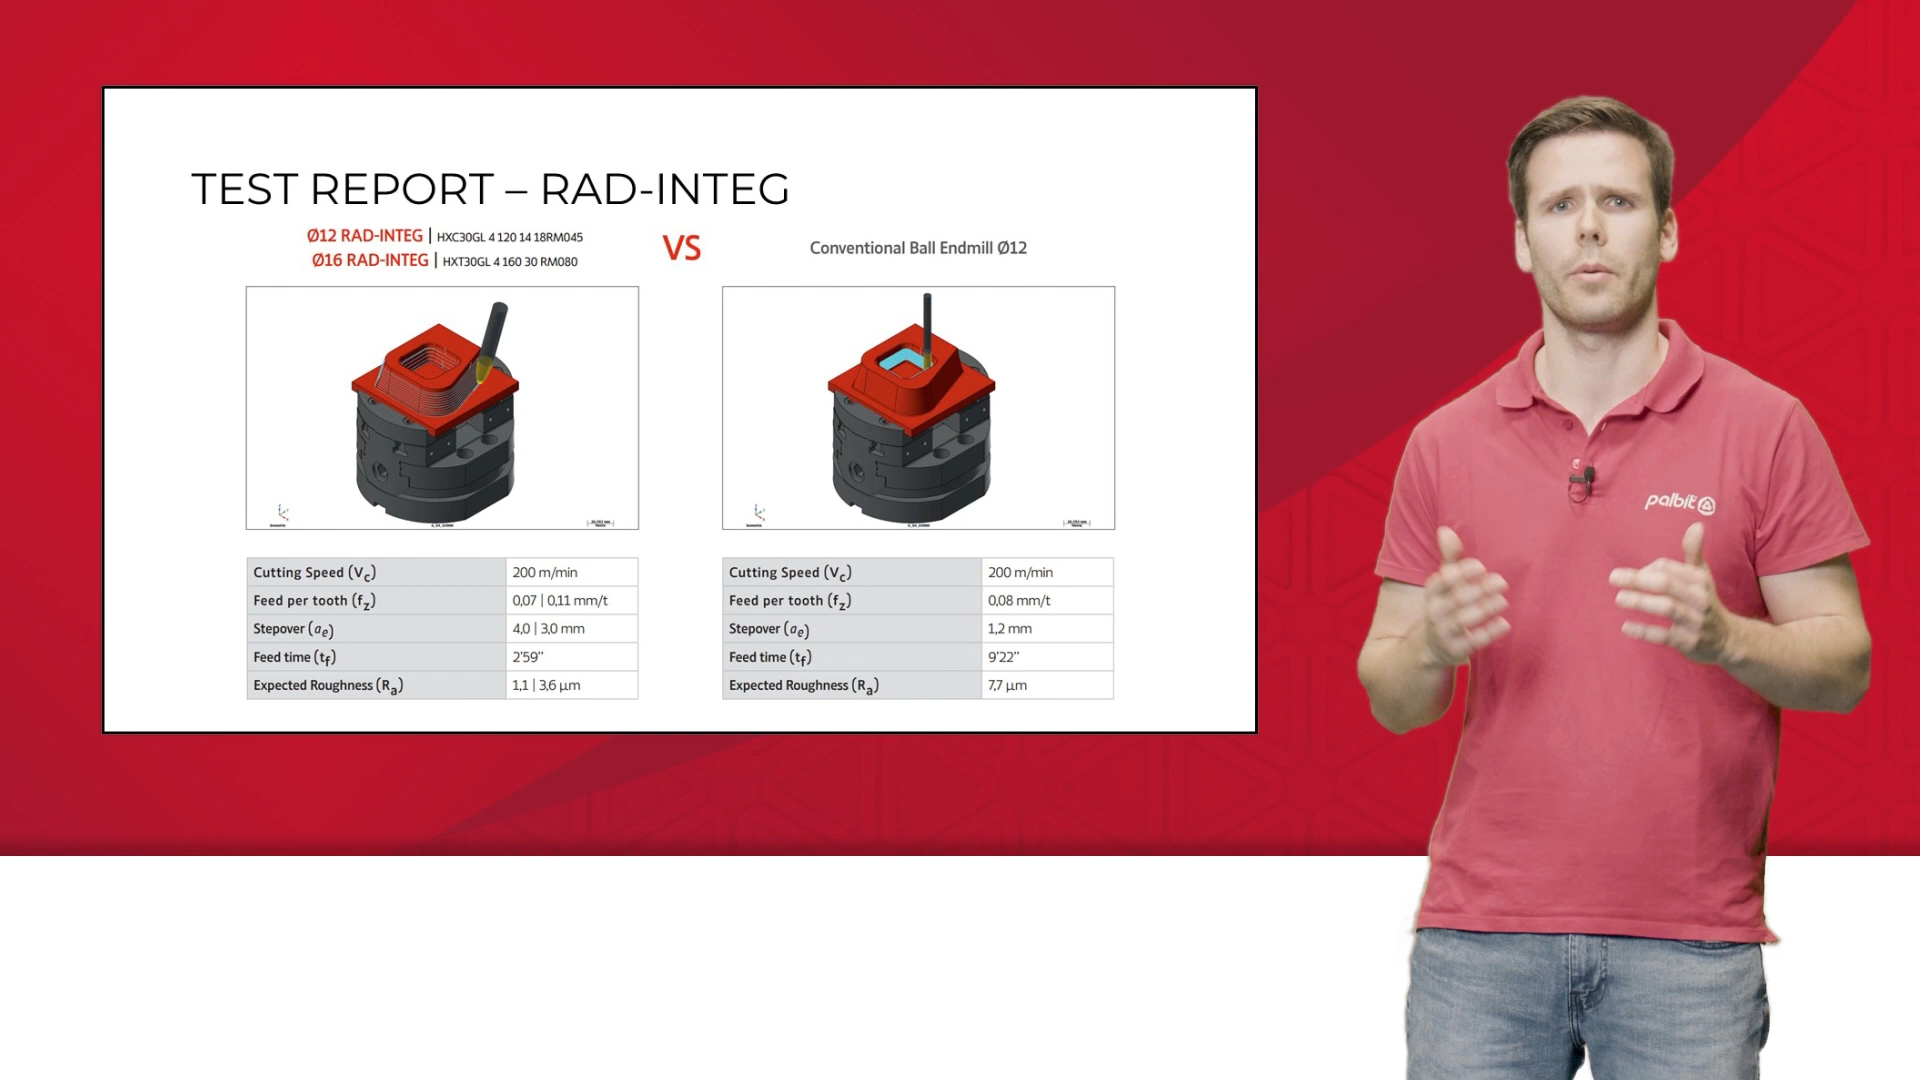 TEST REPORT – RAD-INTEG
Ø12 RAD-INTEG | HXC30GL 4 120 14 18RM045
Ø16 RAD-INTEG | HXT30GL 4 160 30 RM080
VS
Conventional Ball Endmill Ø12
Cutting Speed (Vc) 200 m/min
Feed per tooth (fz) 0,07 | 0,11 mm/t
Stepover (ae) 4,0 | 3,0 mm
Feed time (tf) 2'59’’
Expected Roughness (Ra) 1,1 | 3,6 µm
Cutting Speed (Vc) 200 m/min
Feed per tooth (fz) 0,08 mm/t
Stepover (ae) 1,2 mm
Feed time (tf) 9'22’’
Expected Roughness (Ra) 7,7 µm
palbit